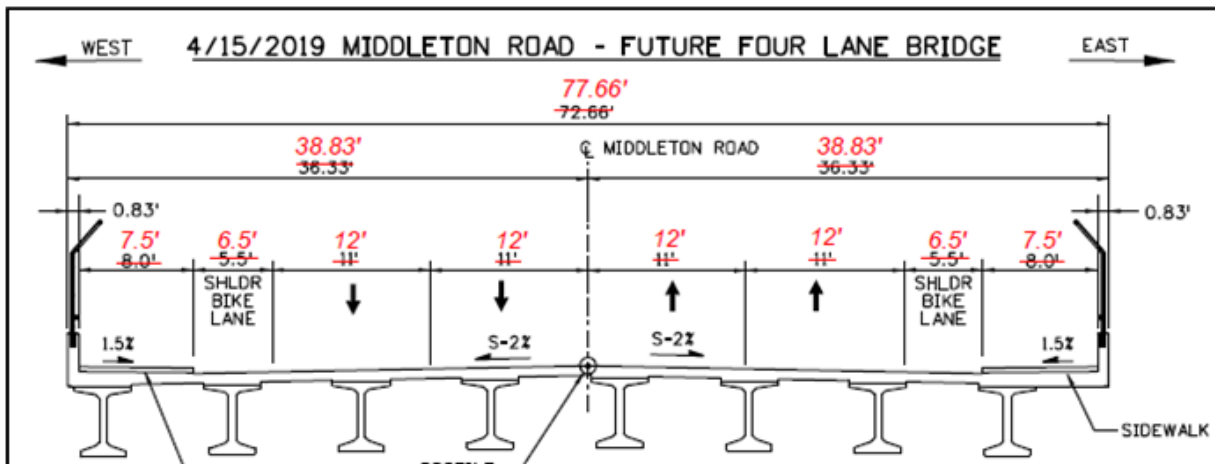 WEST 4/15/2019 MIDDLETON ROAD - FUTURE FOUR LANE BRIDGE EAST
77.66'
72.66'
38.83' ℄ MIDDLETON ROAD 38.83'
36.33' 36.33'
0.83' 0.83'
7.5' 6.5' 12' 12' 12' 12' 6.5' 7.5'
8.0' 5.5' 11' 11' 11' 11' 5.5' 8.0'
SHLDR SHLDR
BIKE BIKE
LANE LANE
1.5% S-2% S-2% 1.5%
SIDEWALK